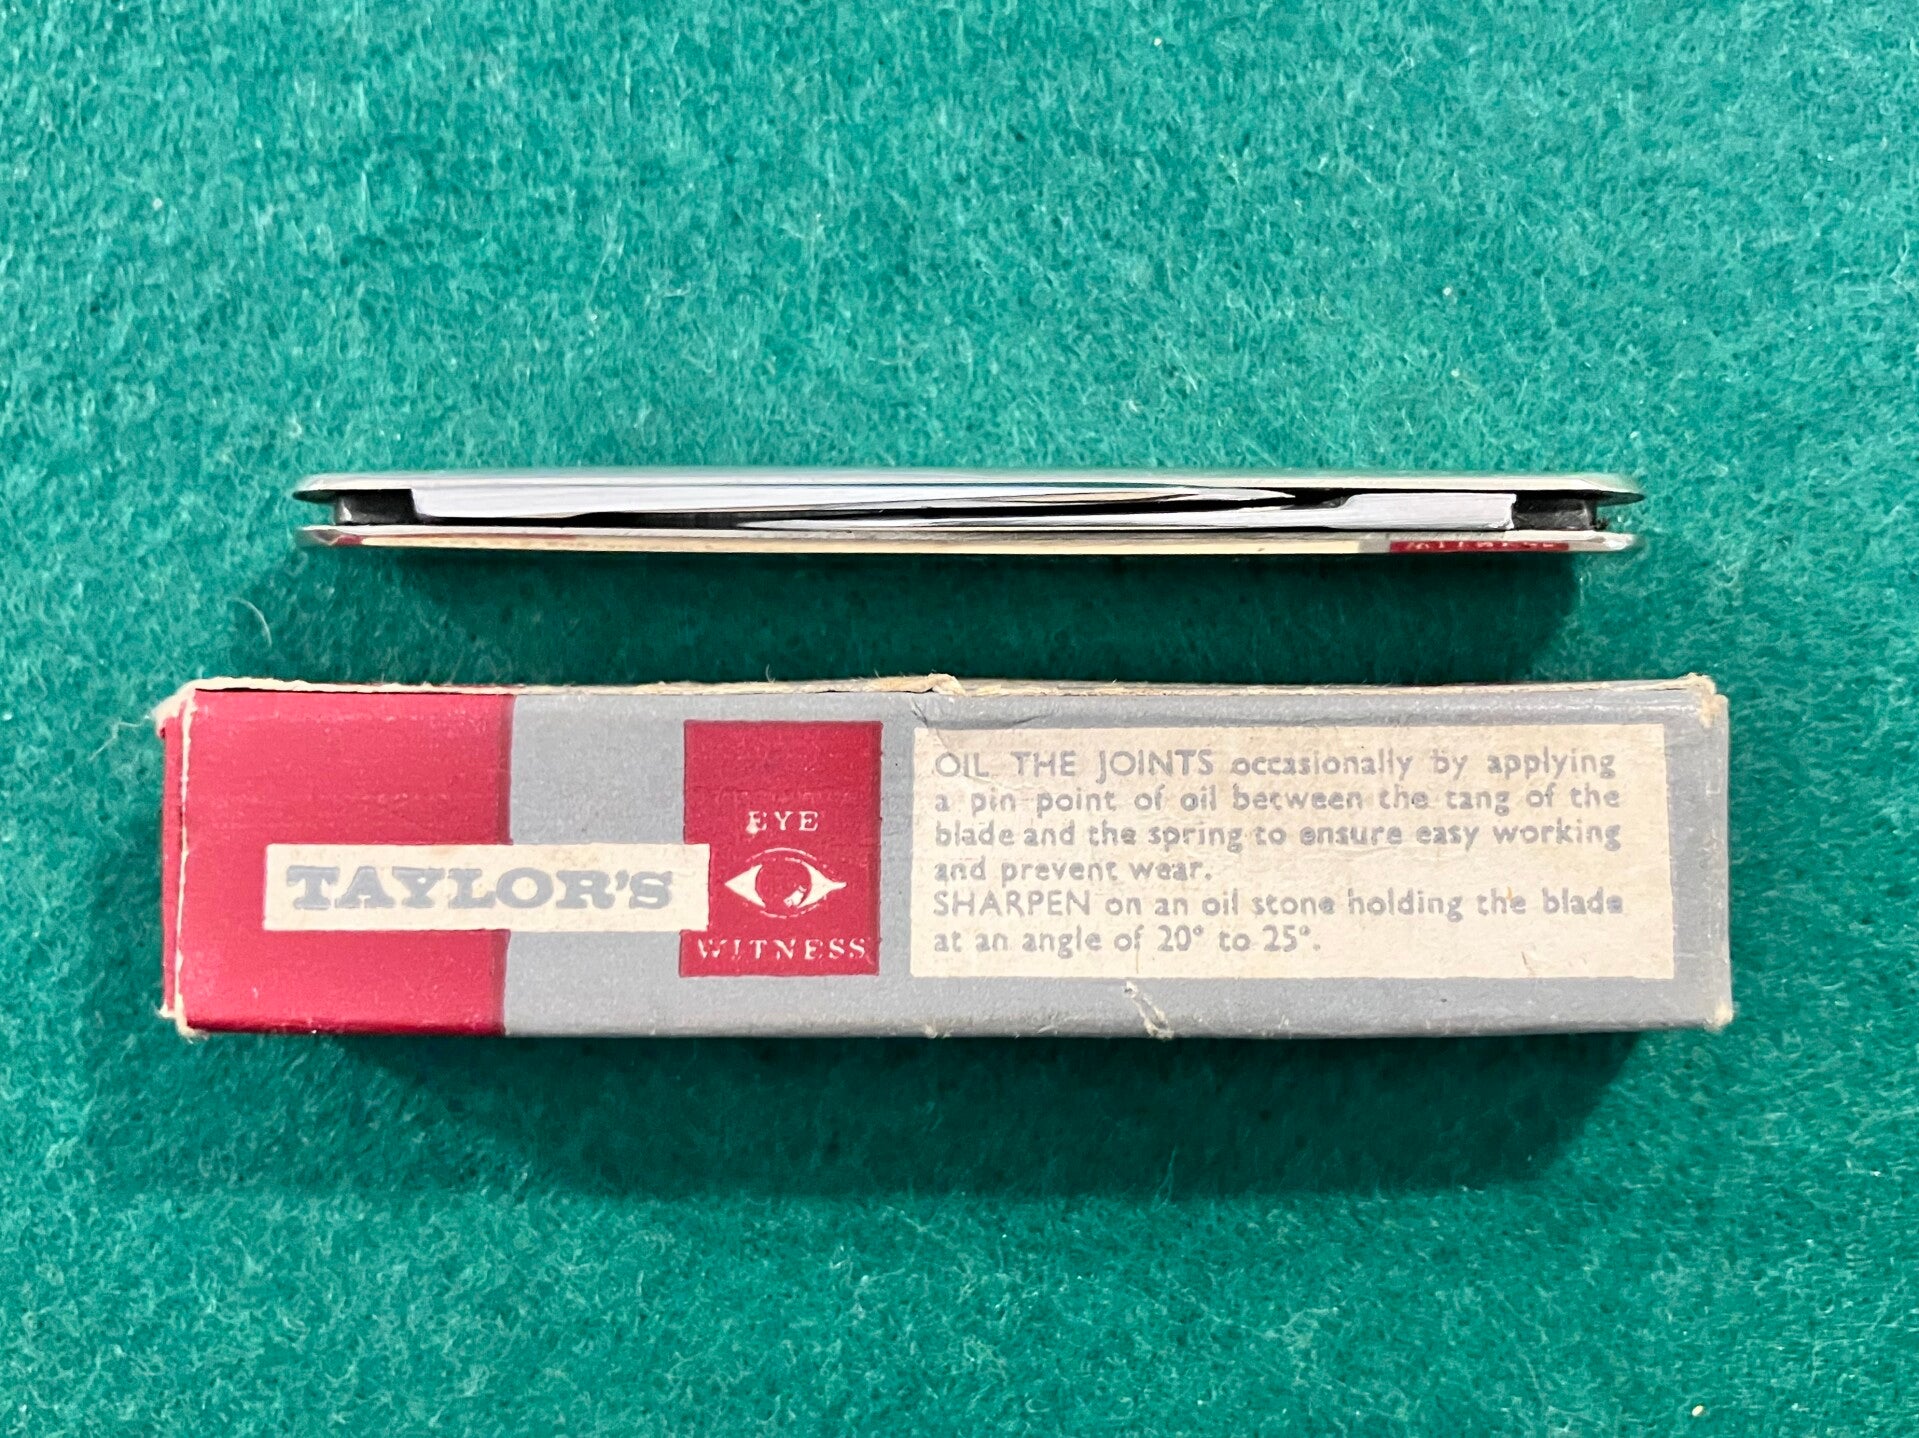 TAYLOR'S
EYE
WITNESS
OIL THE JOINTS occasionally by applying
a pin point of oil between the tang of the
blade and the spring to ensure easy working
and prevent wear.
SHARPEN on an oil stone holding the blade
at an angle of 20° to 25°.